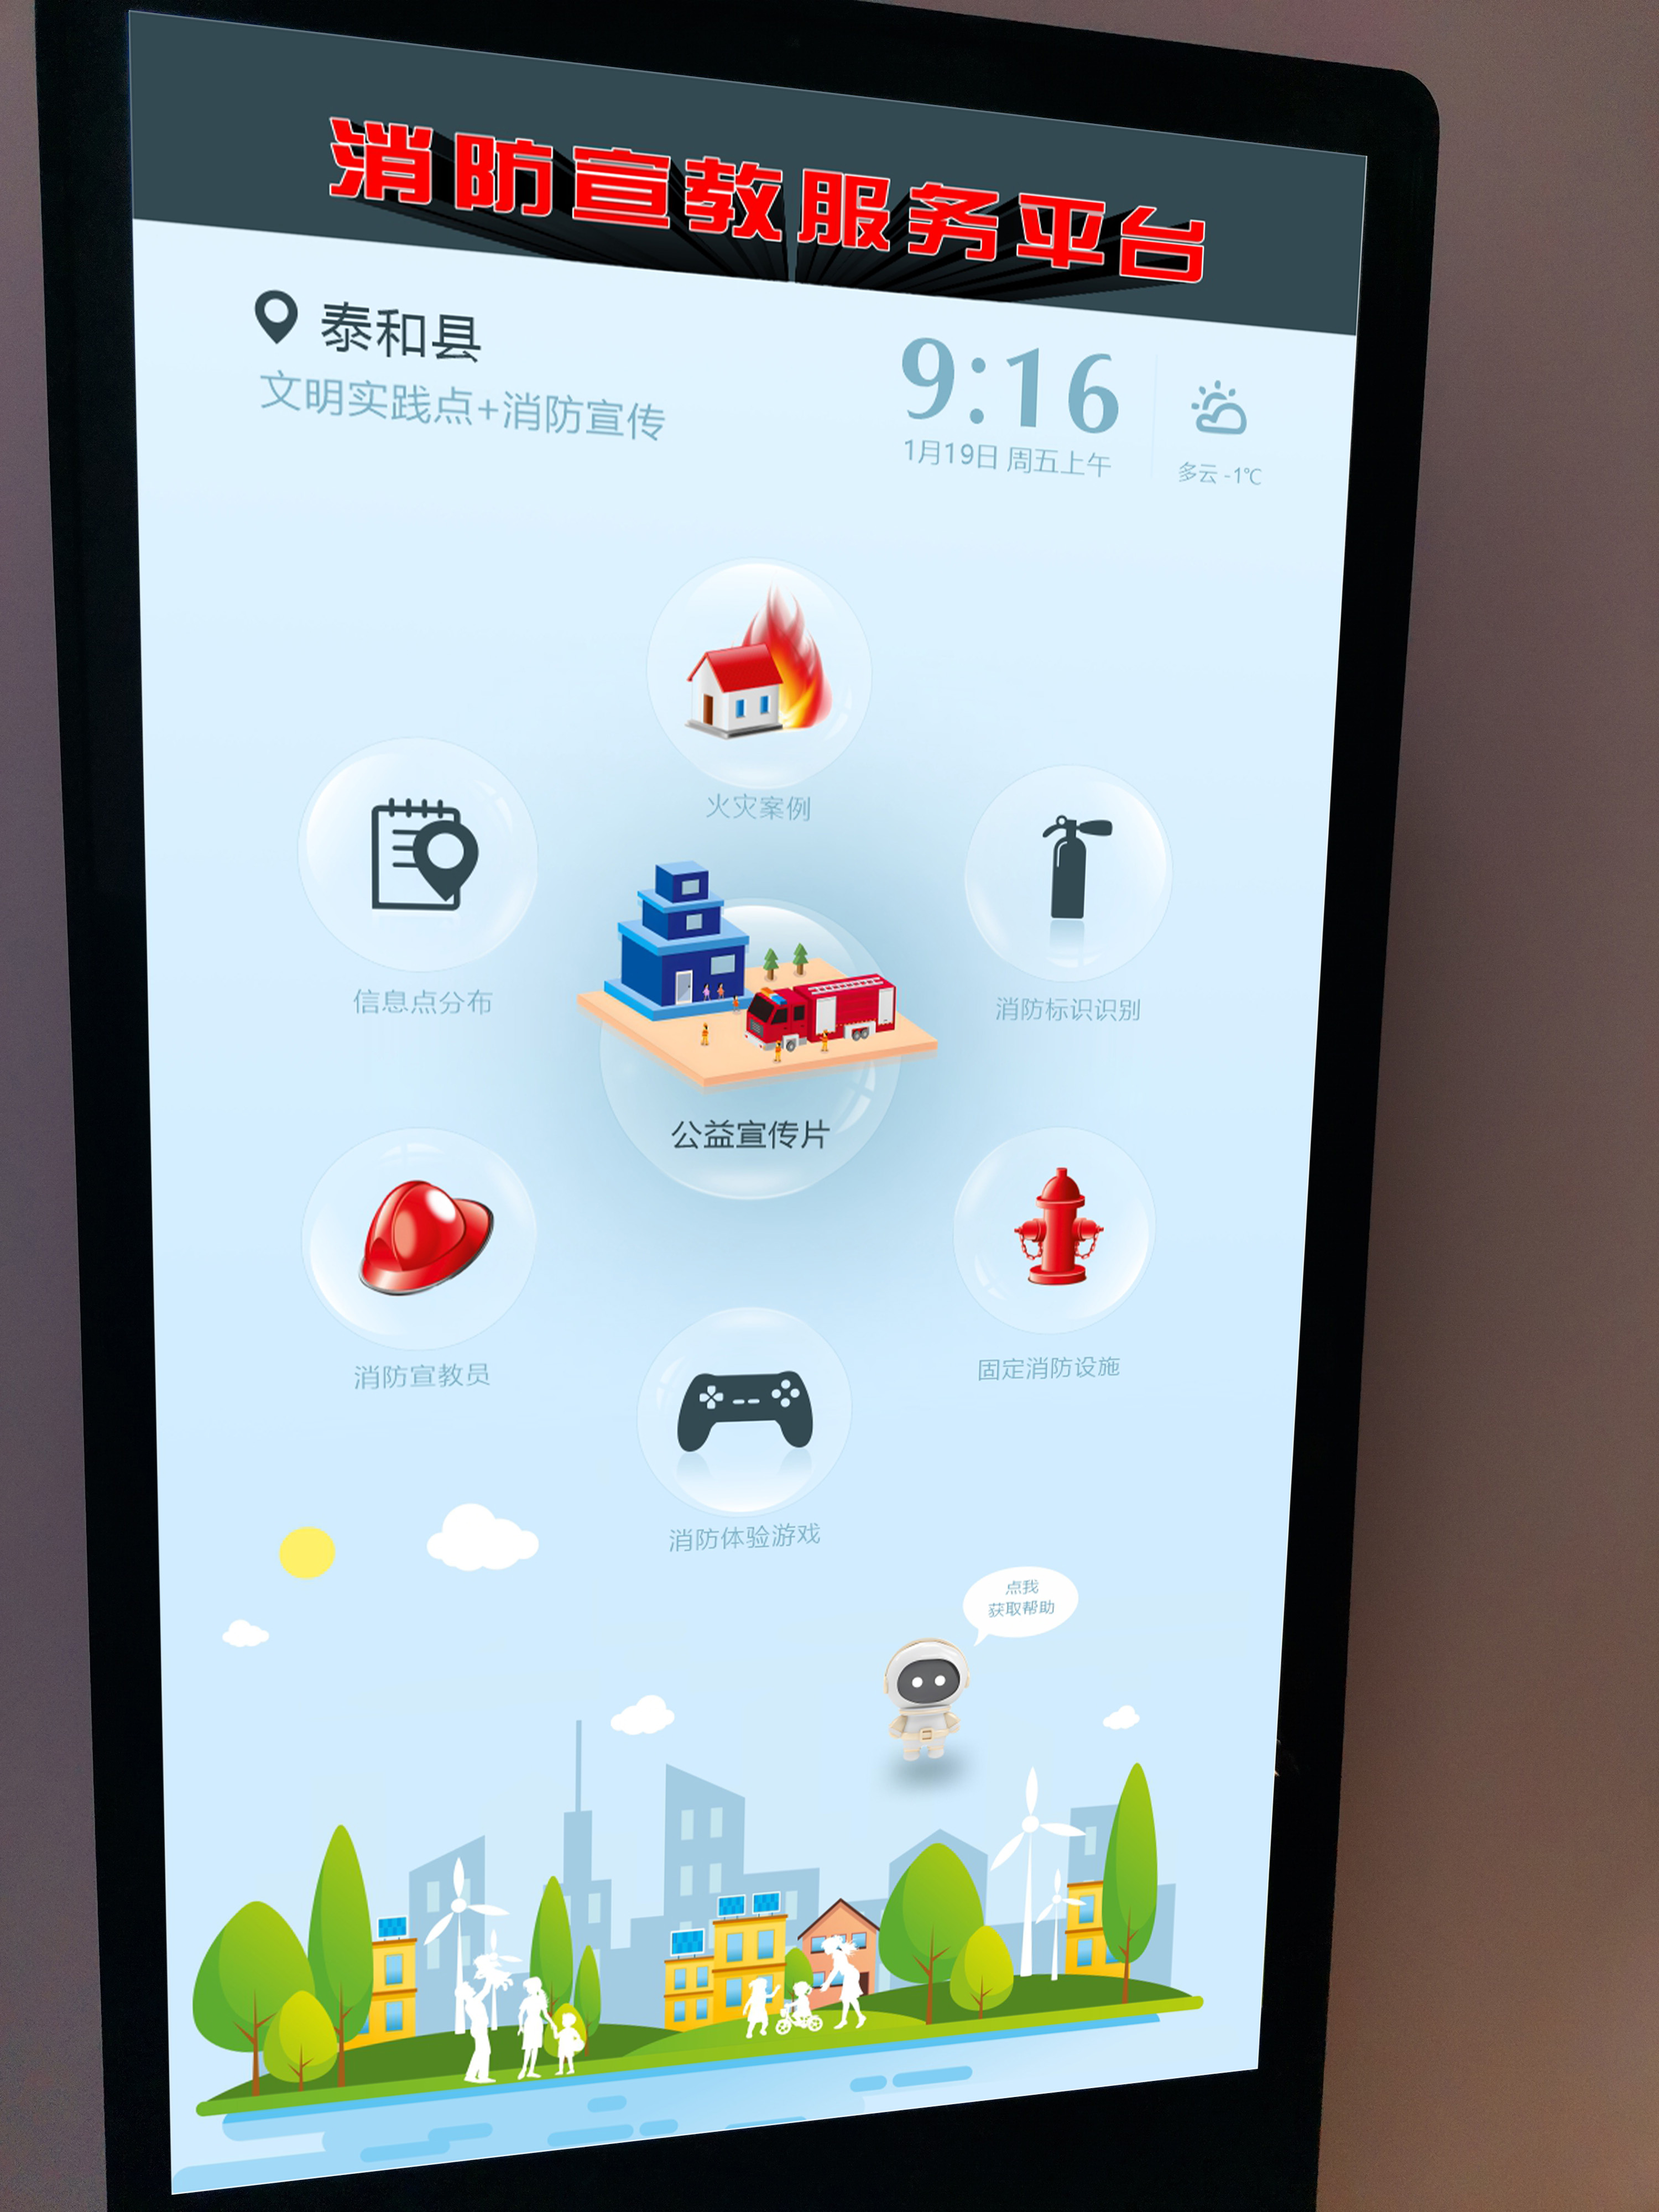 消防宣教服务平台
泰和县
文明实践点+消防宣传
9:16
1月19日 周五上午
多云 -1℃
火灾案例
信息点分布
消防标识识别
公益宣传片
消防宣教员
固定消防设施
消防体验游戏
点我
获取帮助